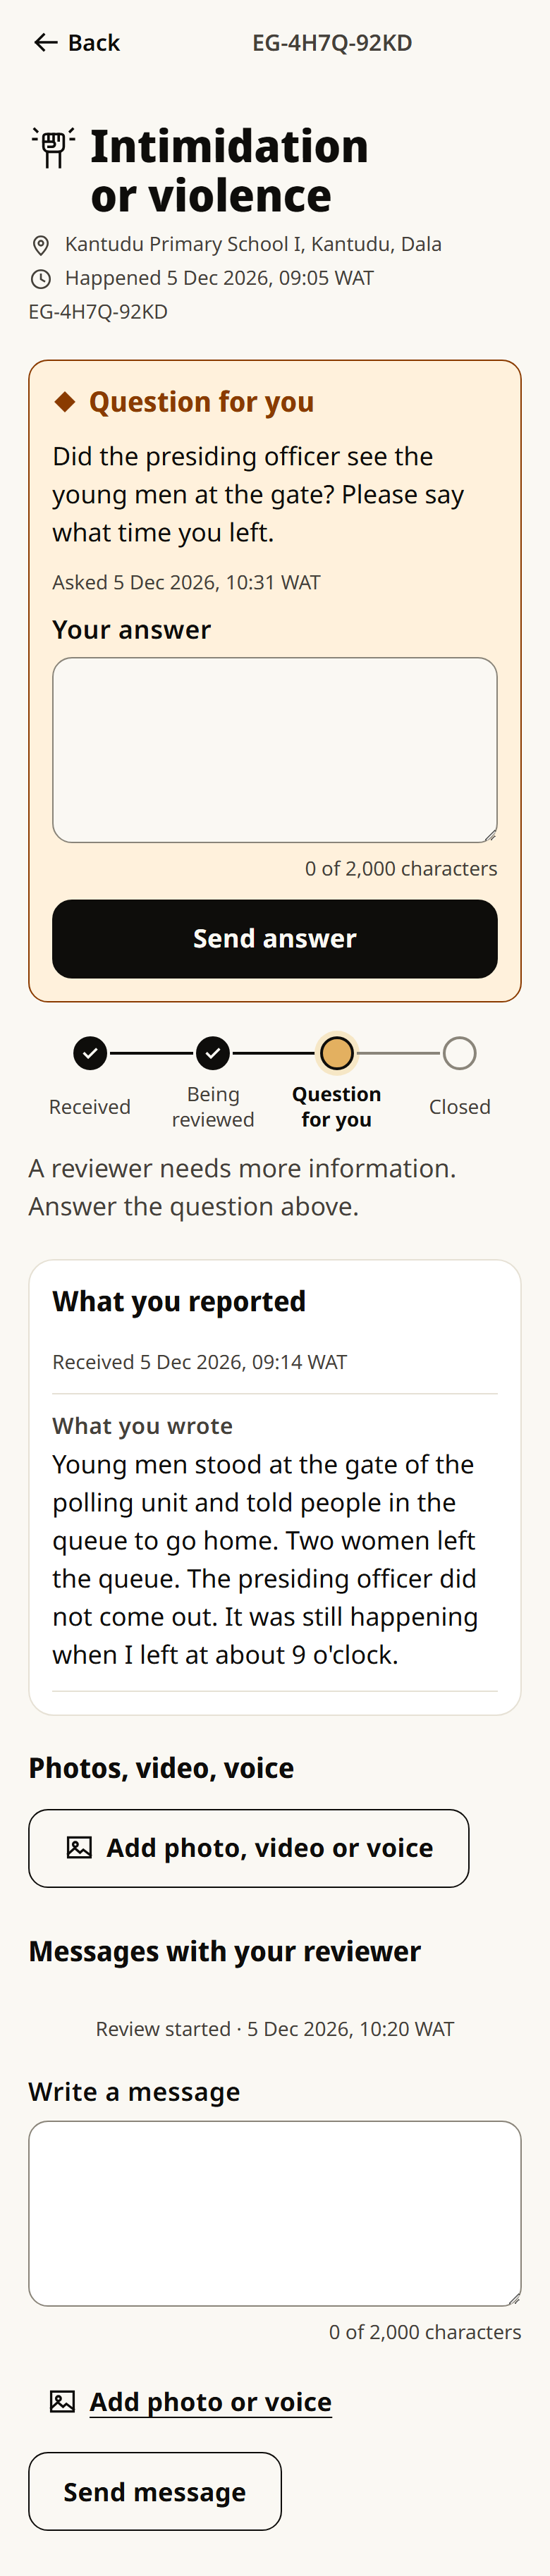 Back
EG-4H7Q-92KD
Intimidation
or violence
Kantudu Primary School I, Kantudu, Dala
Happened 5 Dec 2026, 09:05 WAT
EG-4H7Q-92KD
Question for you
Did the presiding officer see the
young men at the gate? Please say
what time you left.
Asked 5 Dec 2026, 10:31 WAT
Your answer
0 of 2,000 characters
Send answer
Received
Being
reviewed
Question
for you
Closed
A reviewer needs more information.
Answer the question above.
What you reported
Received 5 Dec 2026, 09:14 WAT
What you wrote
Young men stood at the gate of the
polling unit and told people in the
queue to go home. Two women left
the queue. The presiding officer did
not come out. It was still happening
when I left at about 9 o'clock.
Photos, video, voice
Add photo, video or voice
Messages with your reviewer
Review started · 5 Dec 2026, 10:20 WAT
Write a message
0 of 2,000 characters
Add photo or voice
Send message